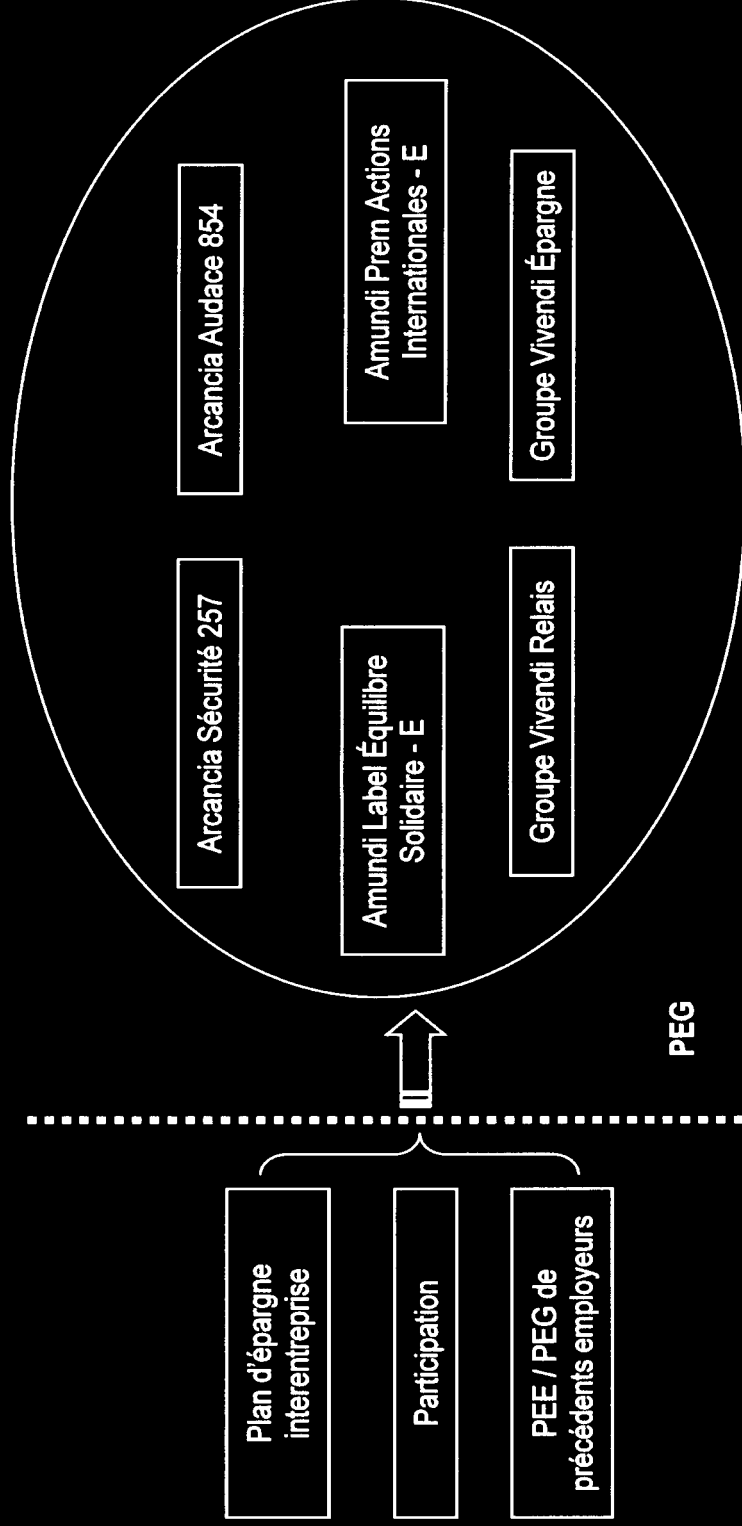 Plan d'épargne
interentreprise
Participation
PEE / PEG de
précédents employeurs
PEG
Arcancia Sécurité 257
Arcancia Audace 854
Amundi Label Équilibre
Solidaire - E
Amundi Prem Actions
Internationales - E
Groupe Vivendi Relais
Groupe Vivendi Épargne